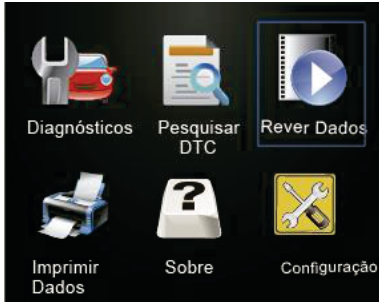 Diagnósticos
Pesquisar
DTC
Rever Dados
Imprimir
Dados
Sobre
Configuração